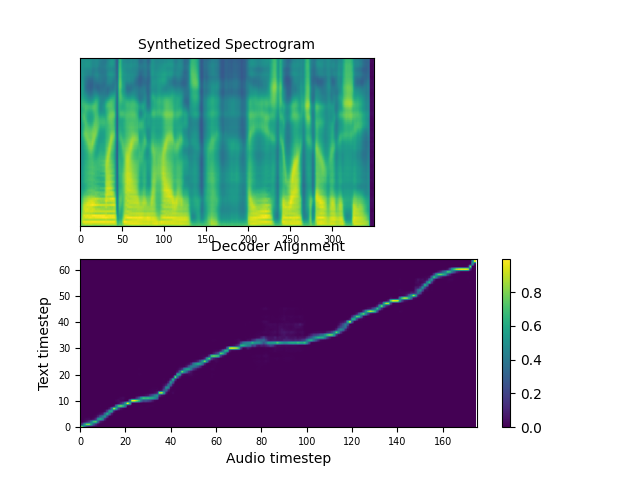 Synthetized Spectrogram
0 50 100 150 200 250 300
Decoder Alignment
60
50
40
30
20
10
0
Text timestep
0 20 40 60 80 100 120 140 160
Audio timestep
0.8
0.6
0.4
0.2
0.0